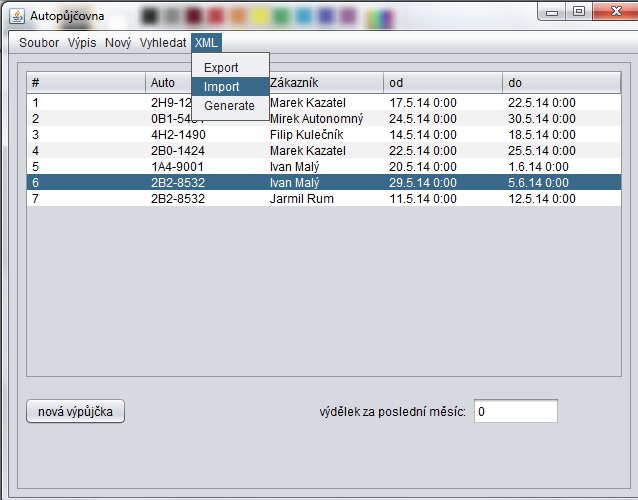 Autopůjčovna
Soubor Výpis Nový Vyhledat XML
Export
Import
Generate
# Auto Zákazník od do
1 2H9-12 Marek Kazatel 17.5.14 0:00 22.5.14 0:00
2 0B1-5 Mirek Autonomný 24.5.14 0:00 30.5.14 0:00
3 4H2-1490 Filip Kulečník 14.5.14 0:00 18.5.14 0:00
4 2B0-1424 Marek Kazatel 22.5.14 0:00 25.5.14 0:00
5 1A4-9001 Ivan Malý 20.5.14 0:00 1.6.14 0:00
6 2B2-8532 Ivan Malý 29.5.14 0:00 5.6.14 0:00
7 2B2-8532 Jarmil Rum 11.5.14 0:00 12.5.14 0:00
nová výpůjčka výdělek za poslední měsíc: 0